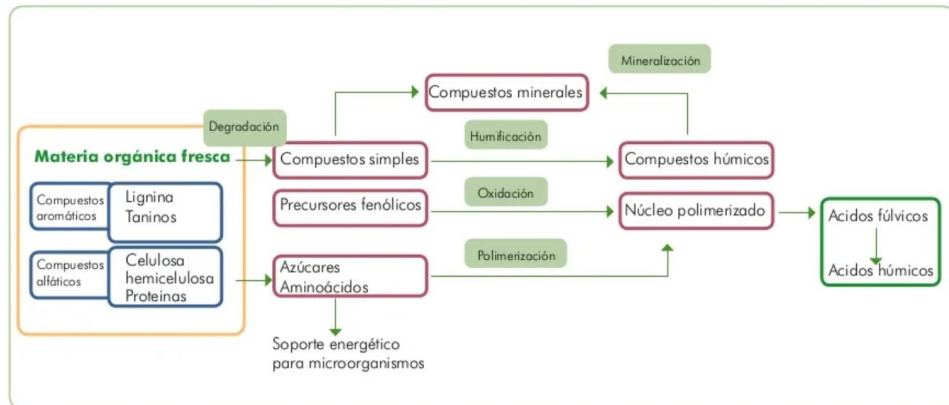 Mineralización
Compuestos minerales
Degradación
Humificación
Materia orgánica fresca
Compuestos simples
Compuestos húmicos
Compuestos
aromáticos
Lignina
Taninos
Precursores fenólicos
Oxidación
Núcleo polimerizado
Acidos fúlvicos
Acidos húmicos
Compuestos
alfáticos
Celulosa
hemicelulosa
Proteinas
Azúcares
Aminoácidos
Polimerización
Soporte energético
para microorganismos